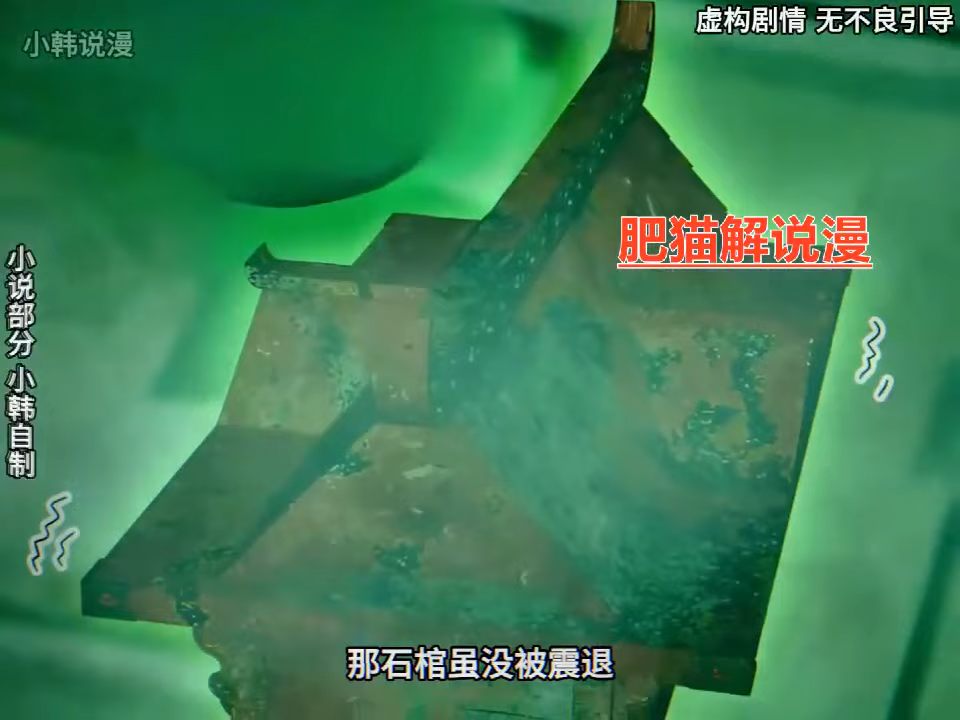 虚构剧情 无不良引导
小韩说漫
肥猫解说漫
小说部分 小韩自制
那石棺虽没被震退